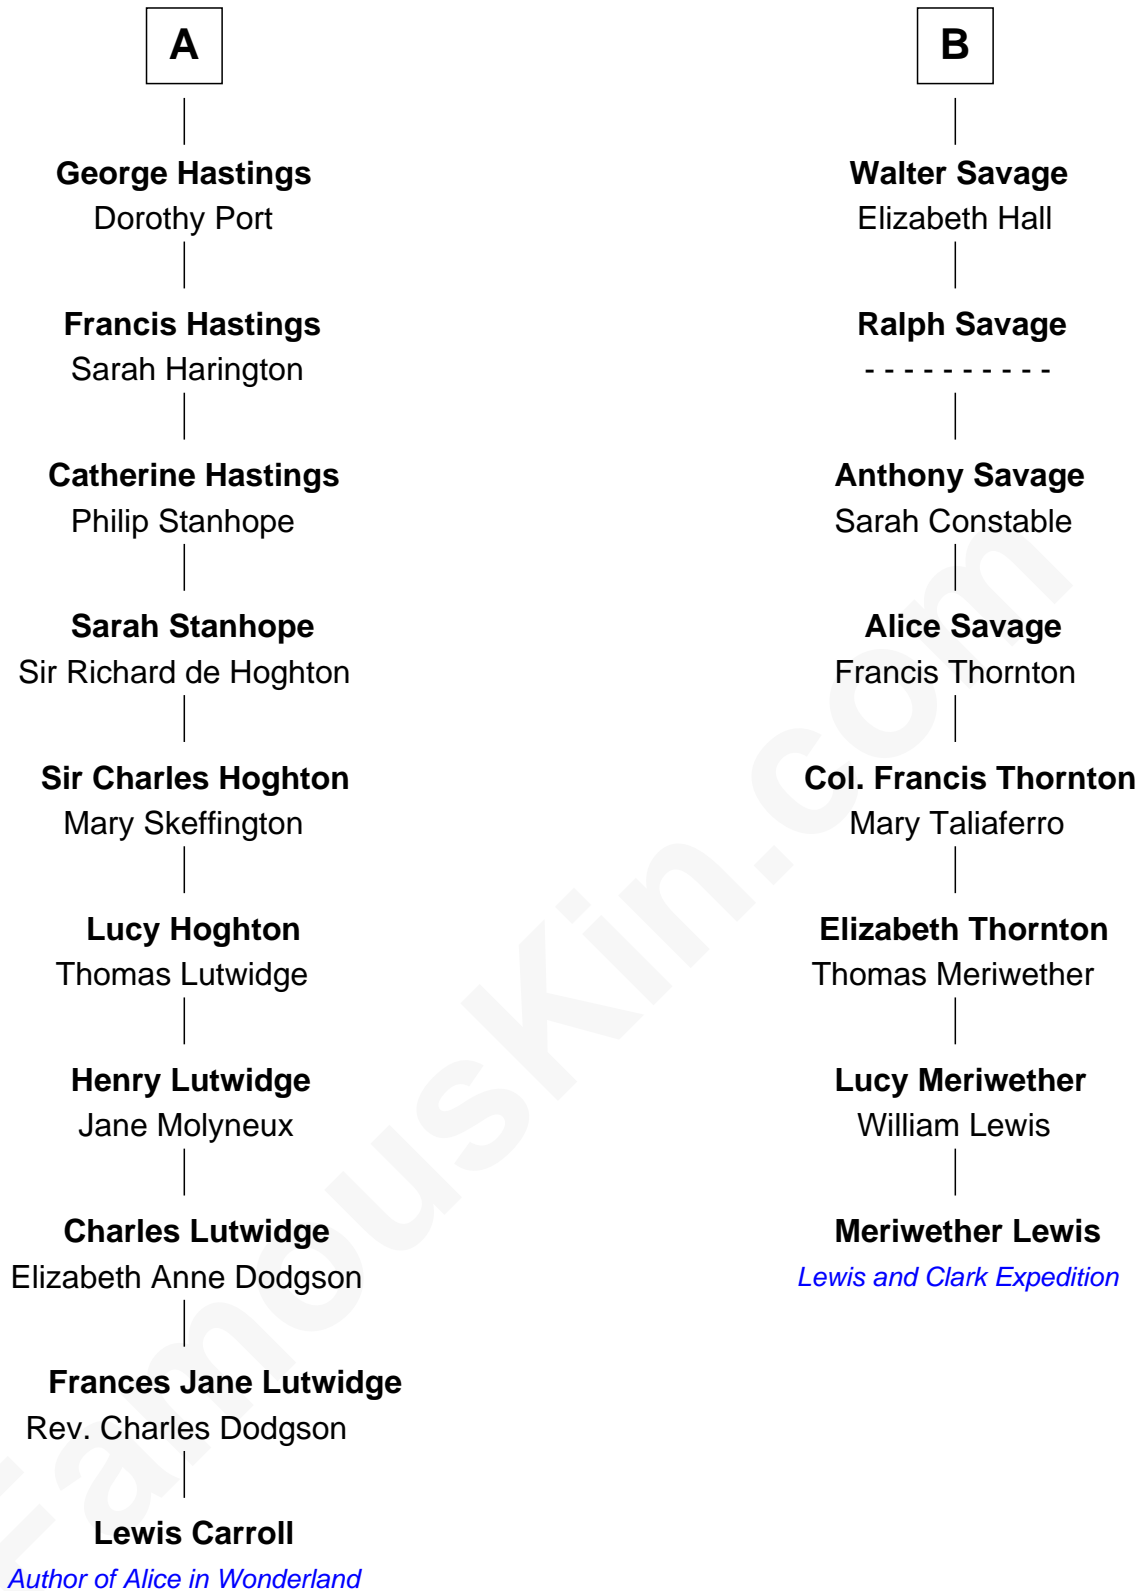 A
George Hastings
Dorothy Port
Francis Hastings
Sarah Harington
Catherine Hastings
Philip Stanhope
Sarah Stanhope
Sir Richard de Hoghton
Sir Charles Hoghton
Mary Skeffington
Lucy Hoghton
Thomas Lutwidge
Henry Lutwidge
Jane Molyneux
Charles Lutwidge
Elizabeth Anne Dodgson
Frances Jane Lutwidge
Rev. Charles Dodgson
Lewis Carroll
Author of Alice in Wonderland
B
Walter Savage
Elizabeth Hall
Ralph Savage
- - - - - - - - - -
Anthony Savage
Sarah Constable
Alice Savage
Francis Thornton
Col. Francis Thornton
Mary Taliaferro
Elizabeth Thornton
Thomas Meriwether
Lucy Meriwether
William Lewis
Meriwether Lewis
Lewis and Clark Expedition
FamousKin.com